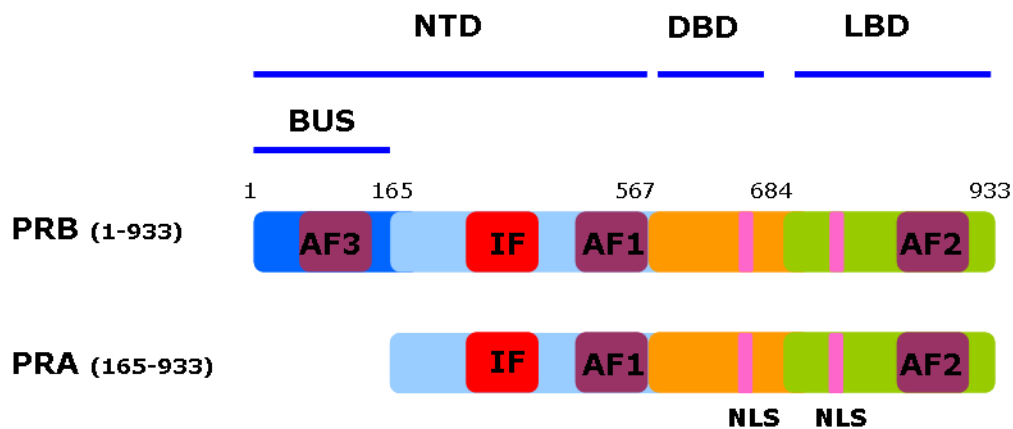 NTD DBD LBD
BUS
1 165 567 684 933
PRB (1-933) AF3 IF AF1 AF2
PRA (165-933) IF AF1 AF2
NLS NLS